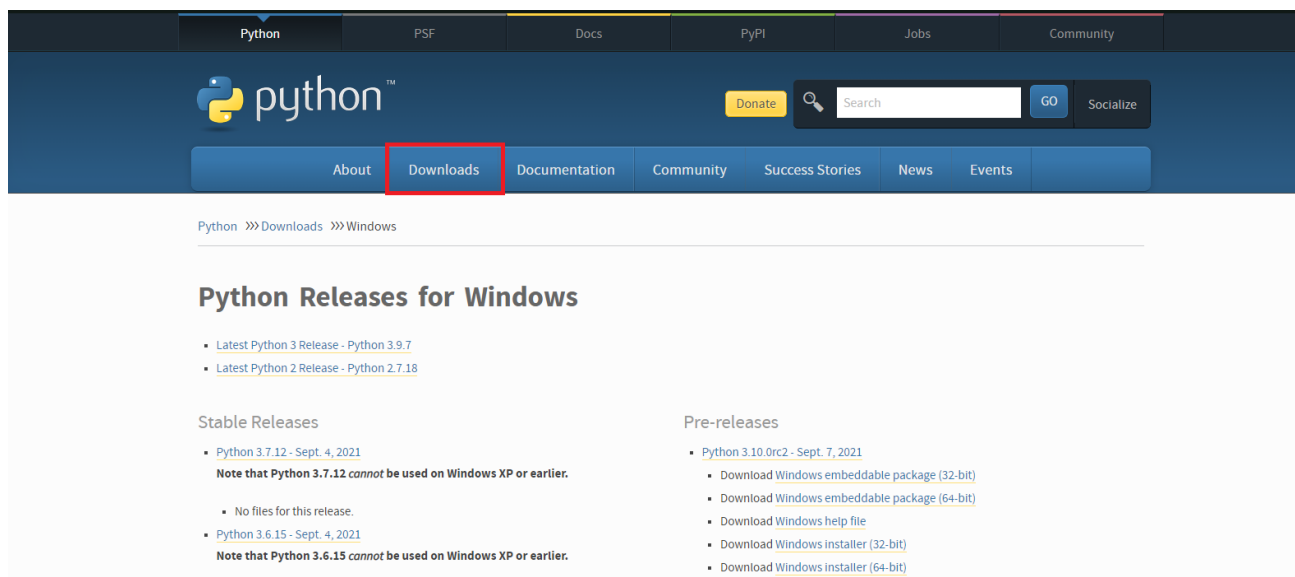 Python PSF Docs PyPI Jobs Community
python™
Donate Search GO Socialize
About Downloads Documentation Community Success Stories News Events
Python >>> Downloads >>> Windows
Python Releases for Windows
Latest Python 3 Release - Python 3.9.7
Latest Python 2 Release - Python 2.7.18
Stable Releases
Python 3.7.12 - Sept. 4, 2021
Note that Python 3.7.12 cannot be used on Windows XP or earlier.
No files for this release.
Python 3.6.15 - Sept. 4, 2021
Note that Python 3.6.15 cannot be used on Windows XP or earlier.
Pre-releases
Python 3.10.0rc2 - Sept. 7, 2021
Download Windows embeddable package (32-bit)
Download Windows embeddable package (64-bit)
Download Windows help file
Download Windows installer (32-bit)
Download Windows installer (64-bit)